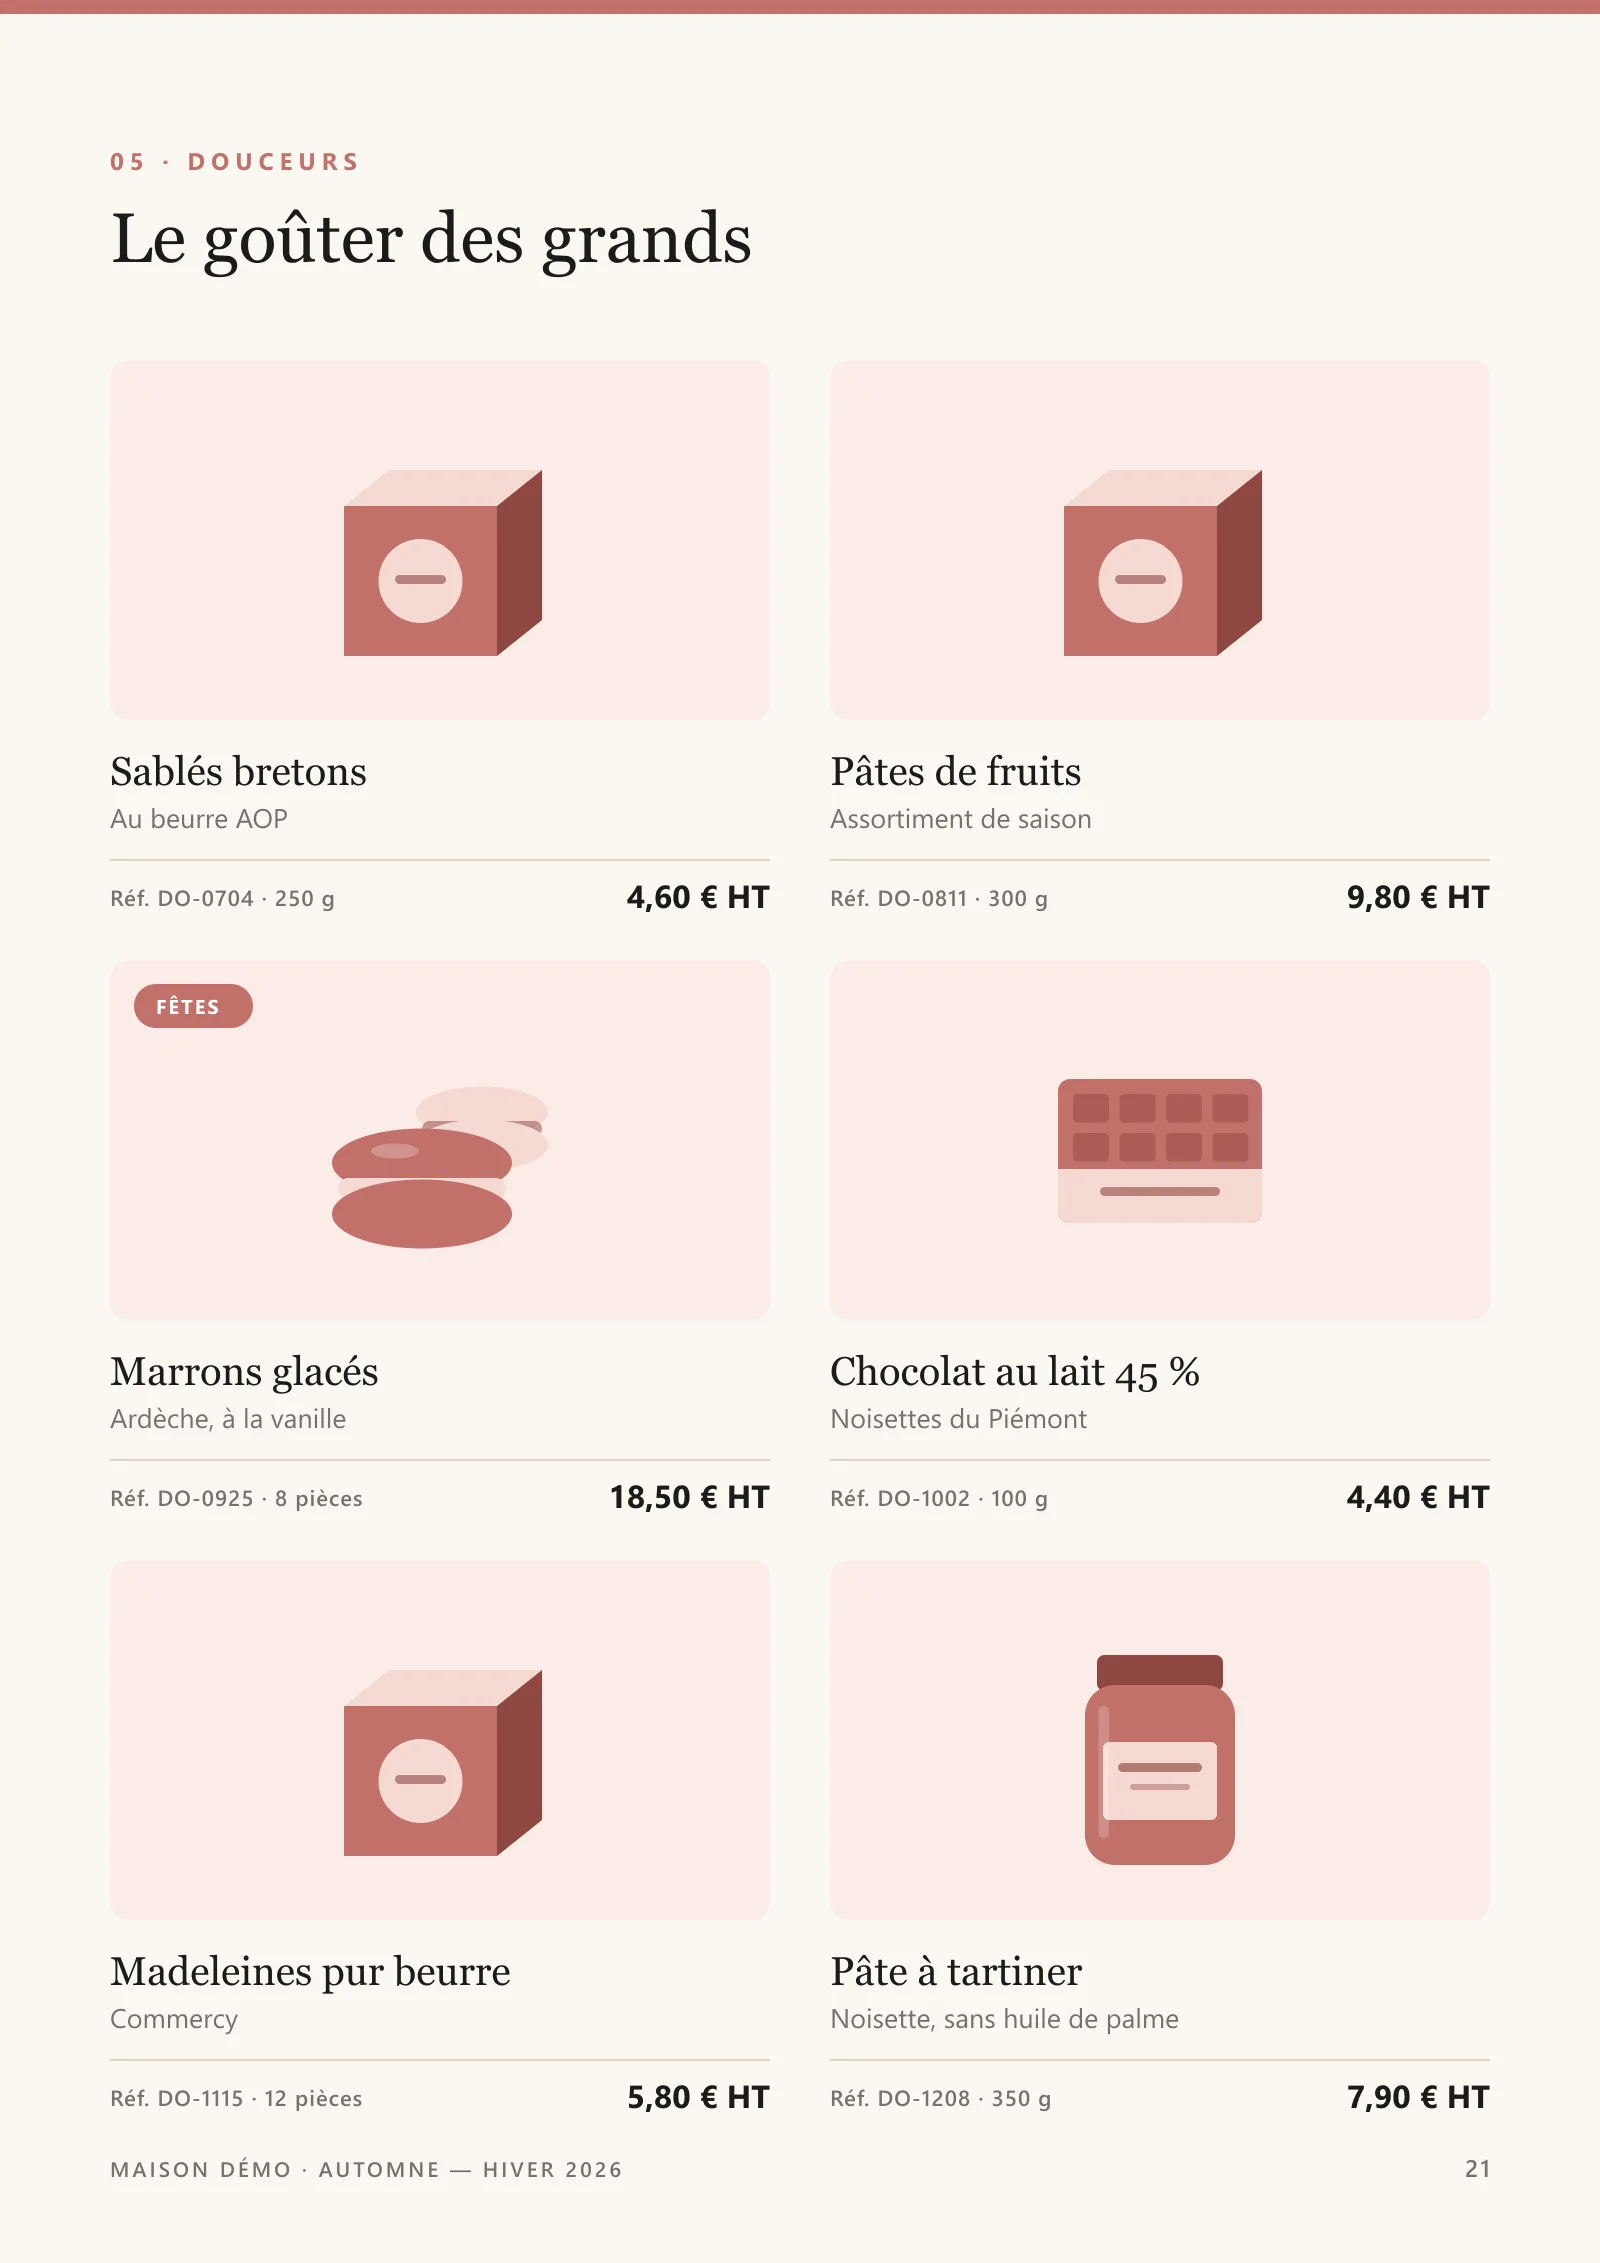 05 · DOUCEURS
Le goûter des grands
Sablés bretons
Au beurre AOP
Réf. DO-0704 · 250 g
4,60 € HT
Pâtes de fruits
Assortiment de saison
Réf. DO-0811 · 300 g
9,80 € HT
FÊTES
Marrons glacés
Ardèche, à la vanille
Réf. DO-0925 · 8 pièces
18,50 € HT
Chocolat au lait 45 %
Noisettes du Piémont
Réf. DO-1002 · 100 g
4,40 € HT
Madeleines pur beurre
Commercy
Réf. DO-1115 · 12 pièces
5,80 € HT
Pâte à tartiner
Noisette, sans huile de palme
Réf. DO-1208 · 350 g
7,90 € HT
MAISON DÉMO · AUTOMNE — HIVER 2026
21